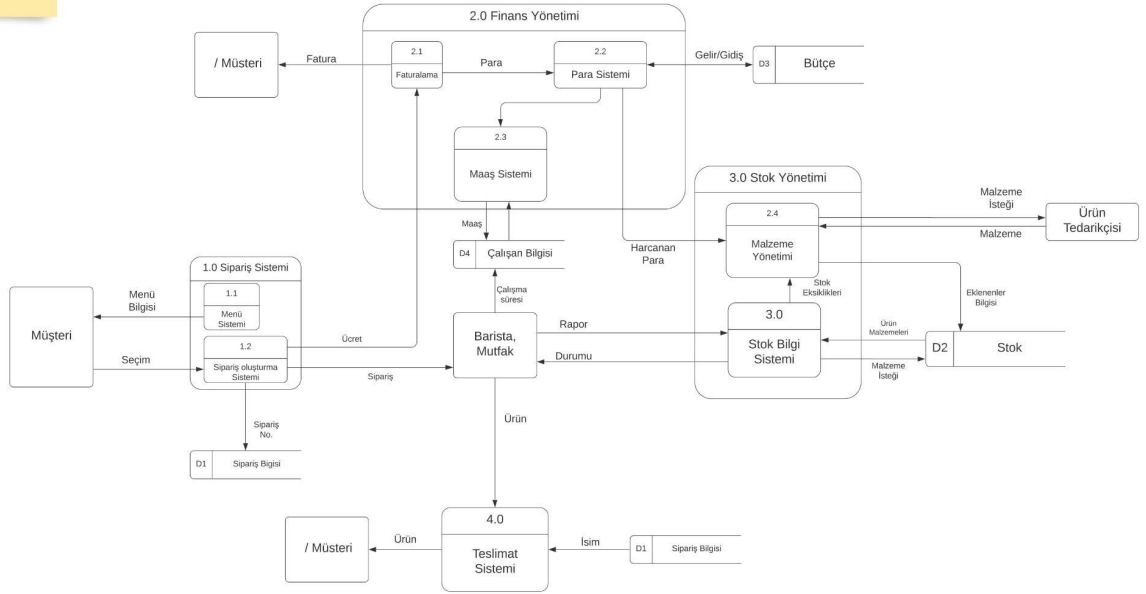 2.0 Finans Yönetimi
/ Müsteri
Fatura
2.1
Faturalama
Para
2.2
Para Sistemi
Gelir/Gidiş
D3
Bütçe
2.3
Maaş Sistemi
3.0 Stok Yönetimi
Maaş
D4
Çalışan Bilgisi
Harcanan
Para
2.4
Malzeme
Yönetimi
Malzeme
İsteği
Malzeme
Ürün
Tedarikçisi
1.0 Sipariş Sistemi
1.1
Menü
Sistemi
Menü
Bilgisi
Müşteri
Seçim
1.2
Sipariş oluşturma
Sistemi
Ücret
Sipariş
Çalışma
süresi
Barista,
Mutfak
Rapor
Durumu
Stok
Eksiklikleri
3.0
Stok Bilgi
Sistemi
Eklenenler
Bilgisi
Ürün
Malzemeleri
Malzeme
İsteği
D2
Stok
Sipariş
No.
D1
Sipariş Bigisi
Ürün
4.0
Teslimat
Sistemi
/ Müsteri
Ürün
İsim
D1
Sipariş Bilgisi